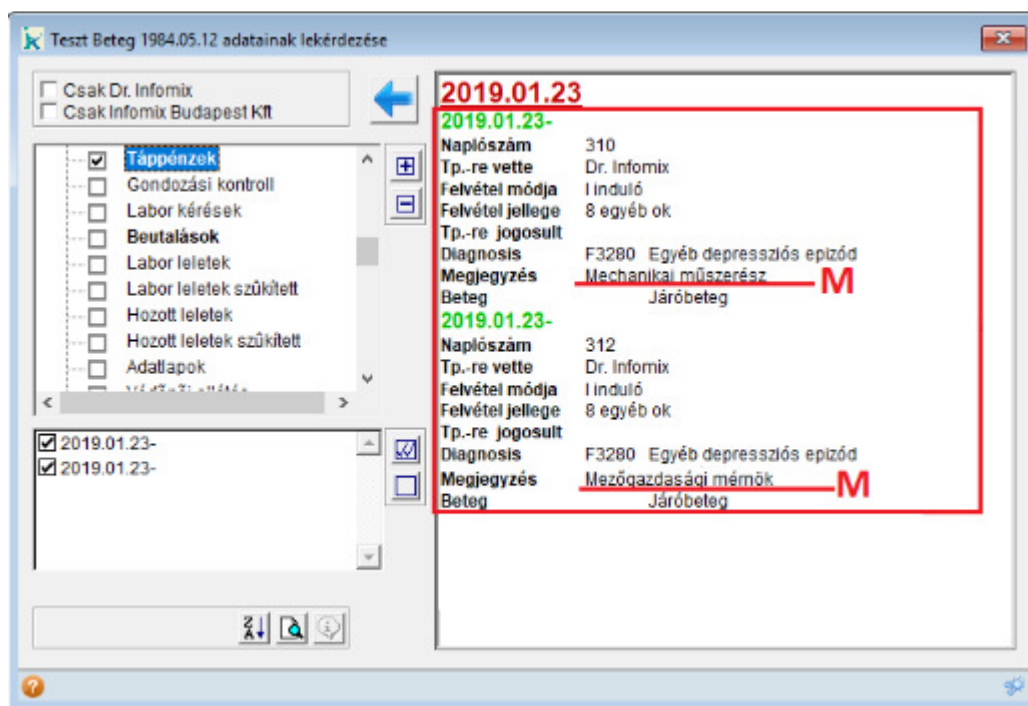 Teszt Beteg 1984.05.12 adatainak lekérdezése
Csak Dr. Infomix
Csak Infomix Budapest Kft
Táppénzek
Gondozási kontroll
Labor kérések
Beutalások
Labor leletek
Labor leletek szûkített
Hozott leletek
Hozott leletek szûkített
Adatlapok
2019.01.23-
2019.01.23-
2019.01.23
2019.01.23-
Naplószám 310
Tp.-re vette Dr. Infomix
Felvétel módja I induló
Felvétel jellege 8 egyéb ok
Tp.-re jogosult
Diagnosis F3280 Egyéb depressziós epizód
Megjegyzés Mechanikai műszerész M
Beteg Járóbeteg
2019.01.23-
Naplószám 312
Tp.-re vette Dr. Infomix
Felvétel módja I induló
Felvétel jellege 8 egyéb ok
Tp.-re jogosult
Diagnosis F3280 Egyéb depressziós epizód
Megjegyzés Mezőgazdasági mérnök M
Beteg Járóbeteg